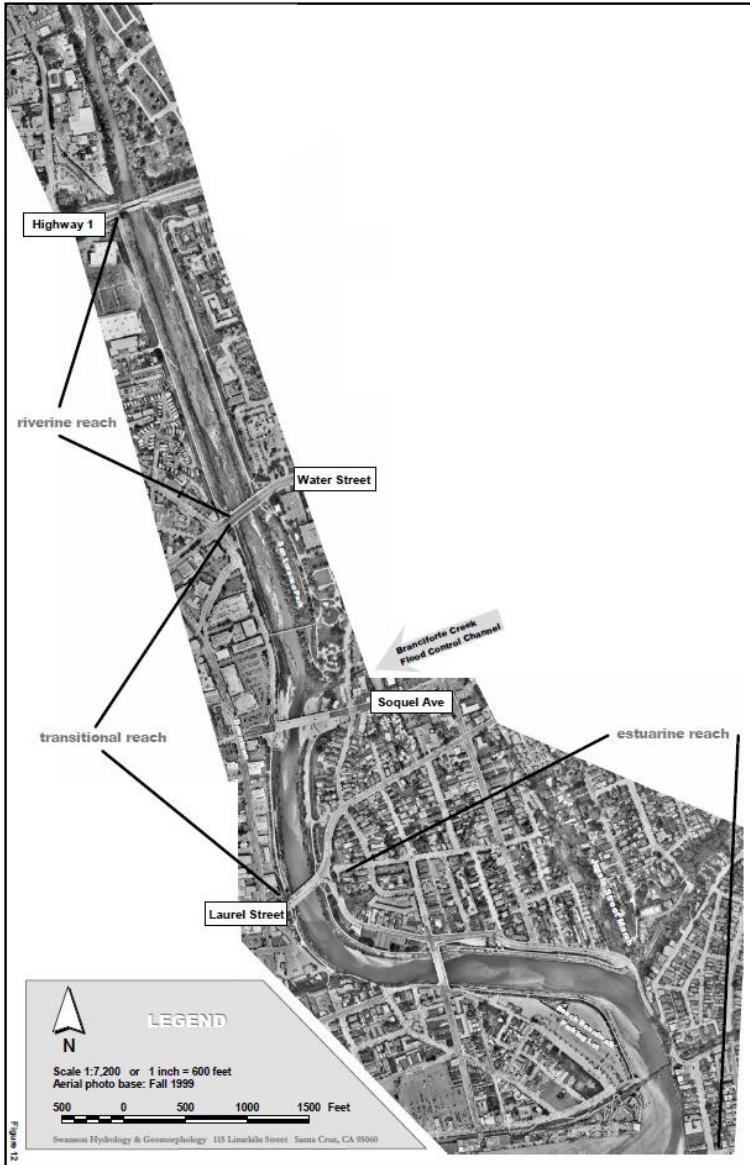 Highway 1
riverine reach
Water Street
Branciforte Creek
Flood Control Channel
Soquel Ave
transitional reach
estuarine reach
Laurel Street
LEGEND
N
Scale 1:7,200 or 1 inch = 600 feet
Aerial photo base: Fall 1999
500 0 500 1000 1500 Feet
Swanson Hydrology & Geomorphology 115 Limekiln Street Santa Cruz, CA 95060
Figure 12
Parking Lot